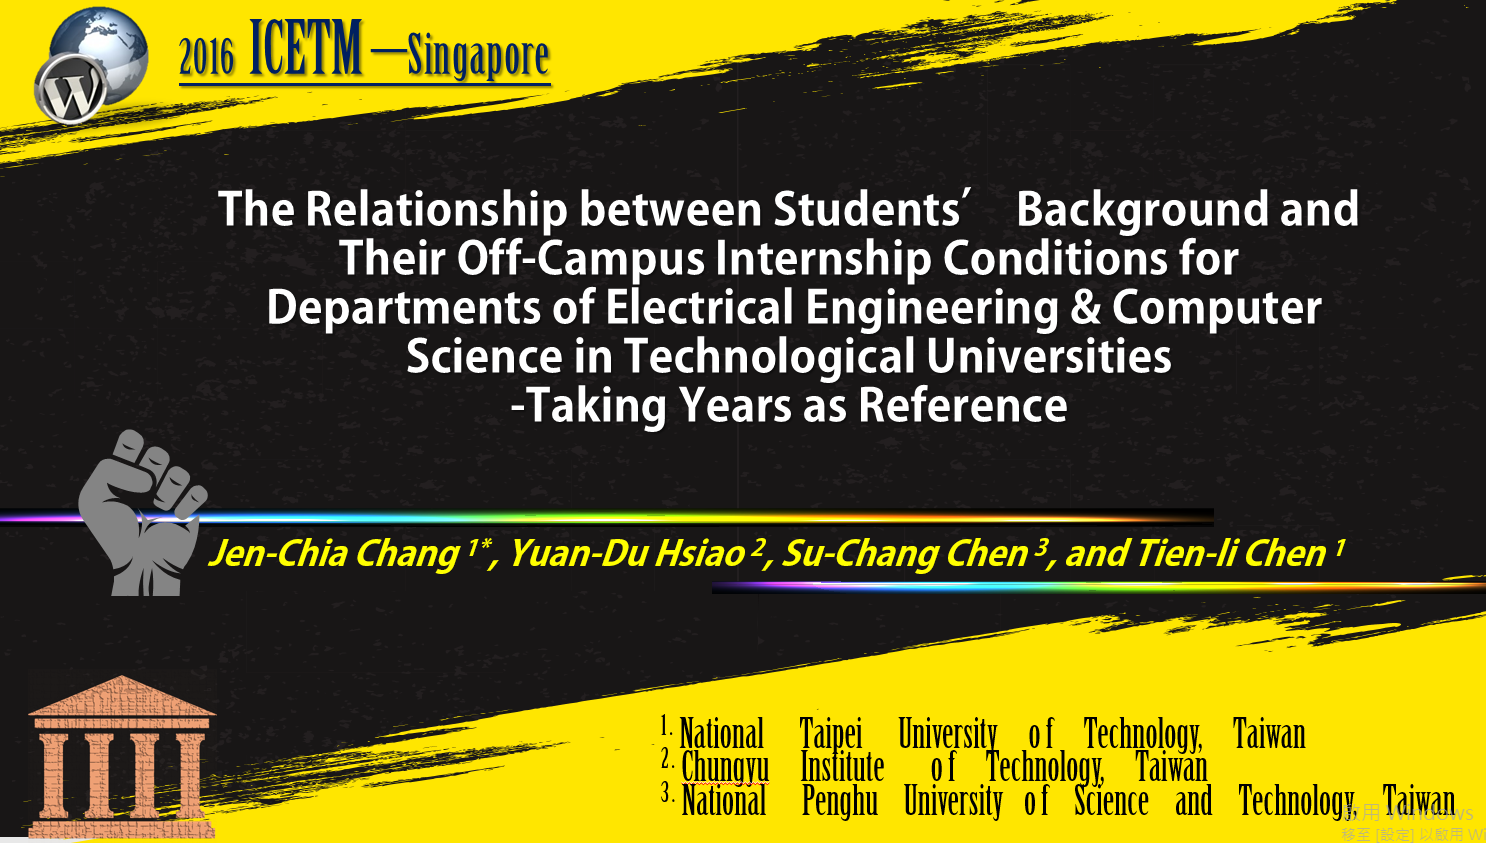 2016 ICETM —Singapore
The Relationship between Students′ Background and
Their Off-Campus Internship Conditions for
Departments of Electrical Engineering & Computer
Science in Technological Universities
-Taking Years as Reference
Jen-Chia Chang 1*, Yuan-Du Hsiao 2, Su-Chang Chen 3, and Tien-li Chen 1
1. National Taipei University of Technology, Taiwan
2. Chungyu Institute of Technology, Taiwan
3. National Penghu University of Science and Technology, Taiwan
啟用 Windows
移至 [設定] 以啟用 Wi
W